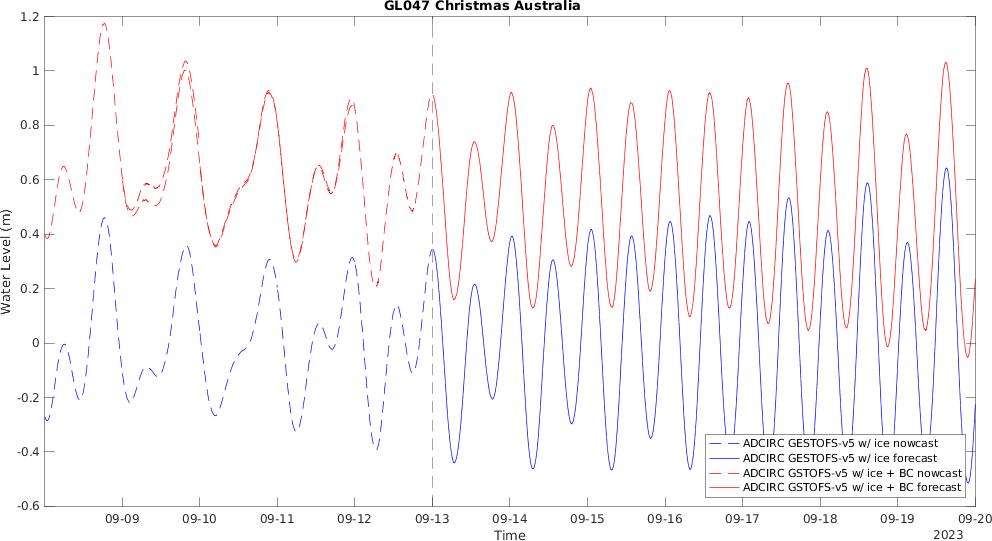 GL047 Christmas Australia
Water Level (m)
1.2
1
0.8
0.6
0.4
0.2
0
-0.2
-0.4
-0.6
ADCIRC GESTOFS-v5 w/ ice nowcast
ADCIRC GESTOFS-v5 w/ ice forecast
ADCIRC GSTOFS-v5 w/ ice + BC nowcast
ADCIRC GSTOFS-v5 w/ ice + BC forecast
09-09 09-10 09-11 09-12 09-13 09-14 09-15 09-16 09-17 09-18 09-19 09-20
Time
2023